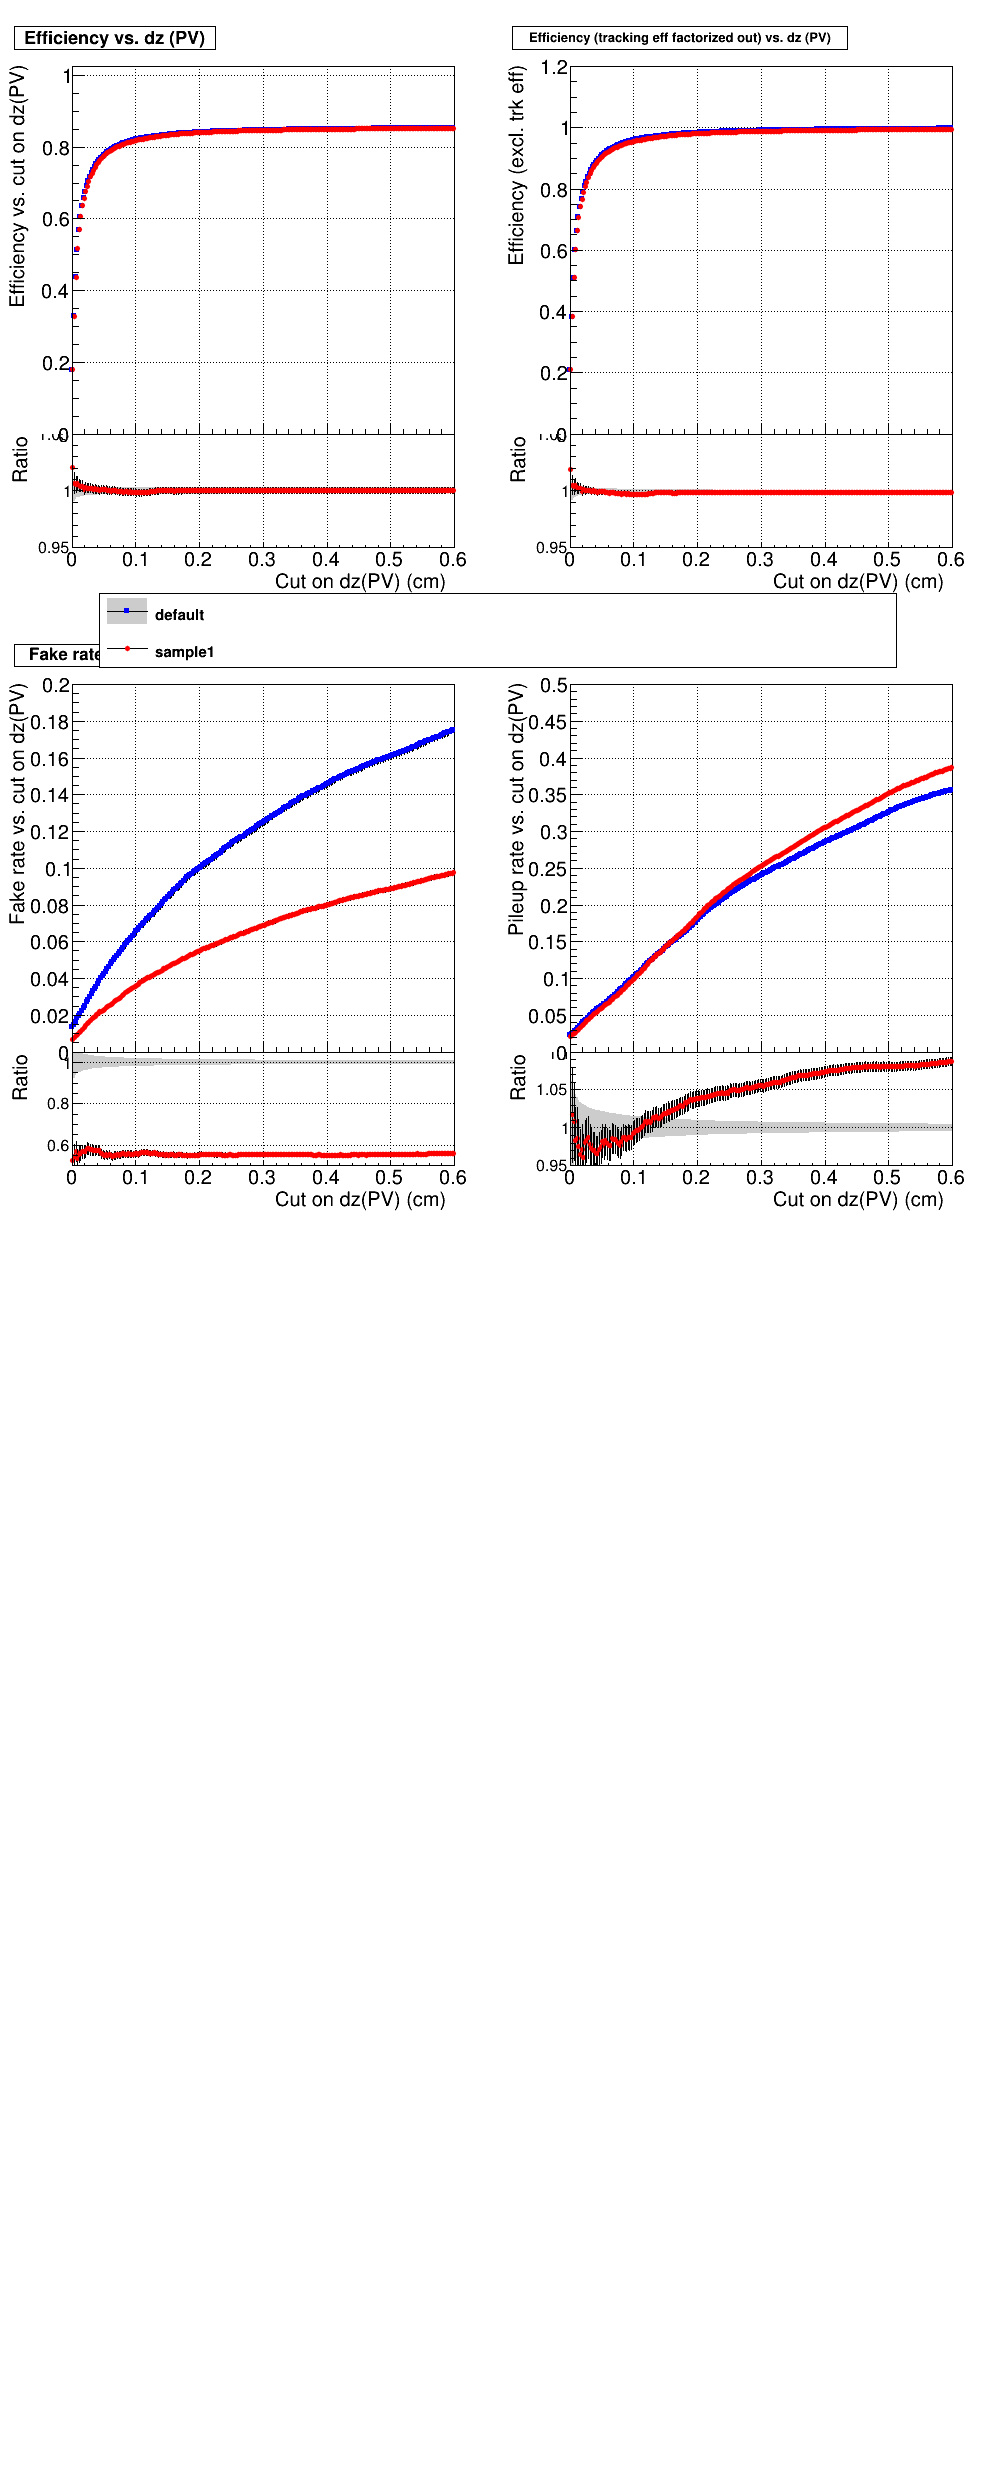 Efficiency vs. dz (PV)
Efficiency vs. cut on dz(PV)
1
0.8
0.6
0.4
0.2
0
Ratio
1
0.95
0 0.1 0.2 0.3 0.4 0.5 0.6
Cut on dz(PV) (cm)
Efficiency (tracking eff factorized out) vs. dz (PV)
Efficiency (excl. trk eff)
1.2
1
0.8
0.6
0.4
0.2
0
Ratio
1
0.95
0 0.1 0.2 0.3 0.4 0.5 0.6
Cut on dz(PV) (cm)
default
sample1
Fake rate
Fake rate vs. cut on dz(PV)
0.2
0.18
0.16
0.14
0.12
0.1
0.08
0.06
0.04
0.02
0
Ratio
1
0.8
0.6
0 0.1 0.2 0.3 0.4 0.5 0.6
Cut on dz(PV) (cm)
Pileup rate vs. cut on dz(PV)
0.5
0.45
0.4
0.35
0.3
0.25
0.2
0.15
0.1
0.05
0
Ratio
1.05
1
0.95
0 0.1 0.2 0.3 0.4 0.5 0.6
Cut on dz(PV) (cm)